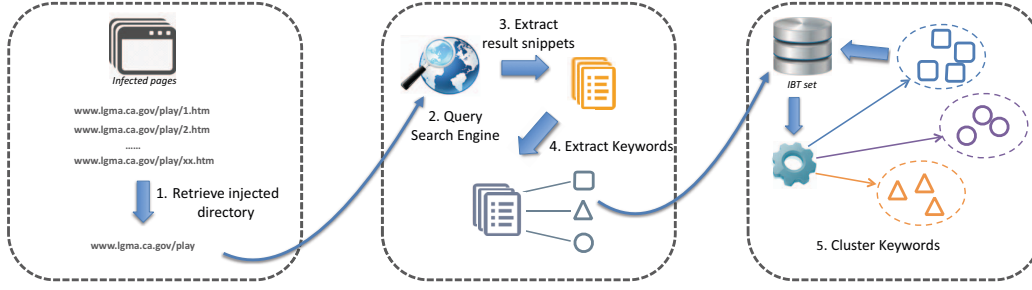 Infected pages
www.lgma.ca.gov/play/1.htm
www.lgma.ca.gov/play/2.htm
......
www.lgma.ca.gov/play/xx.htm
1. Retrieve injected
directory
www.lgma.ca.gov/play
3. Extract
result snippets
2. Query
Search Engine
4. Extract Keywords
IBT set
5. Cluster Keywords